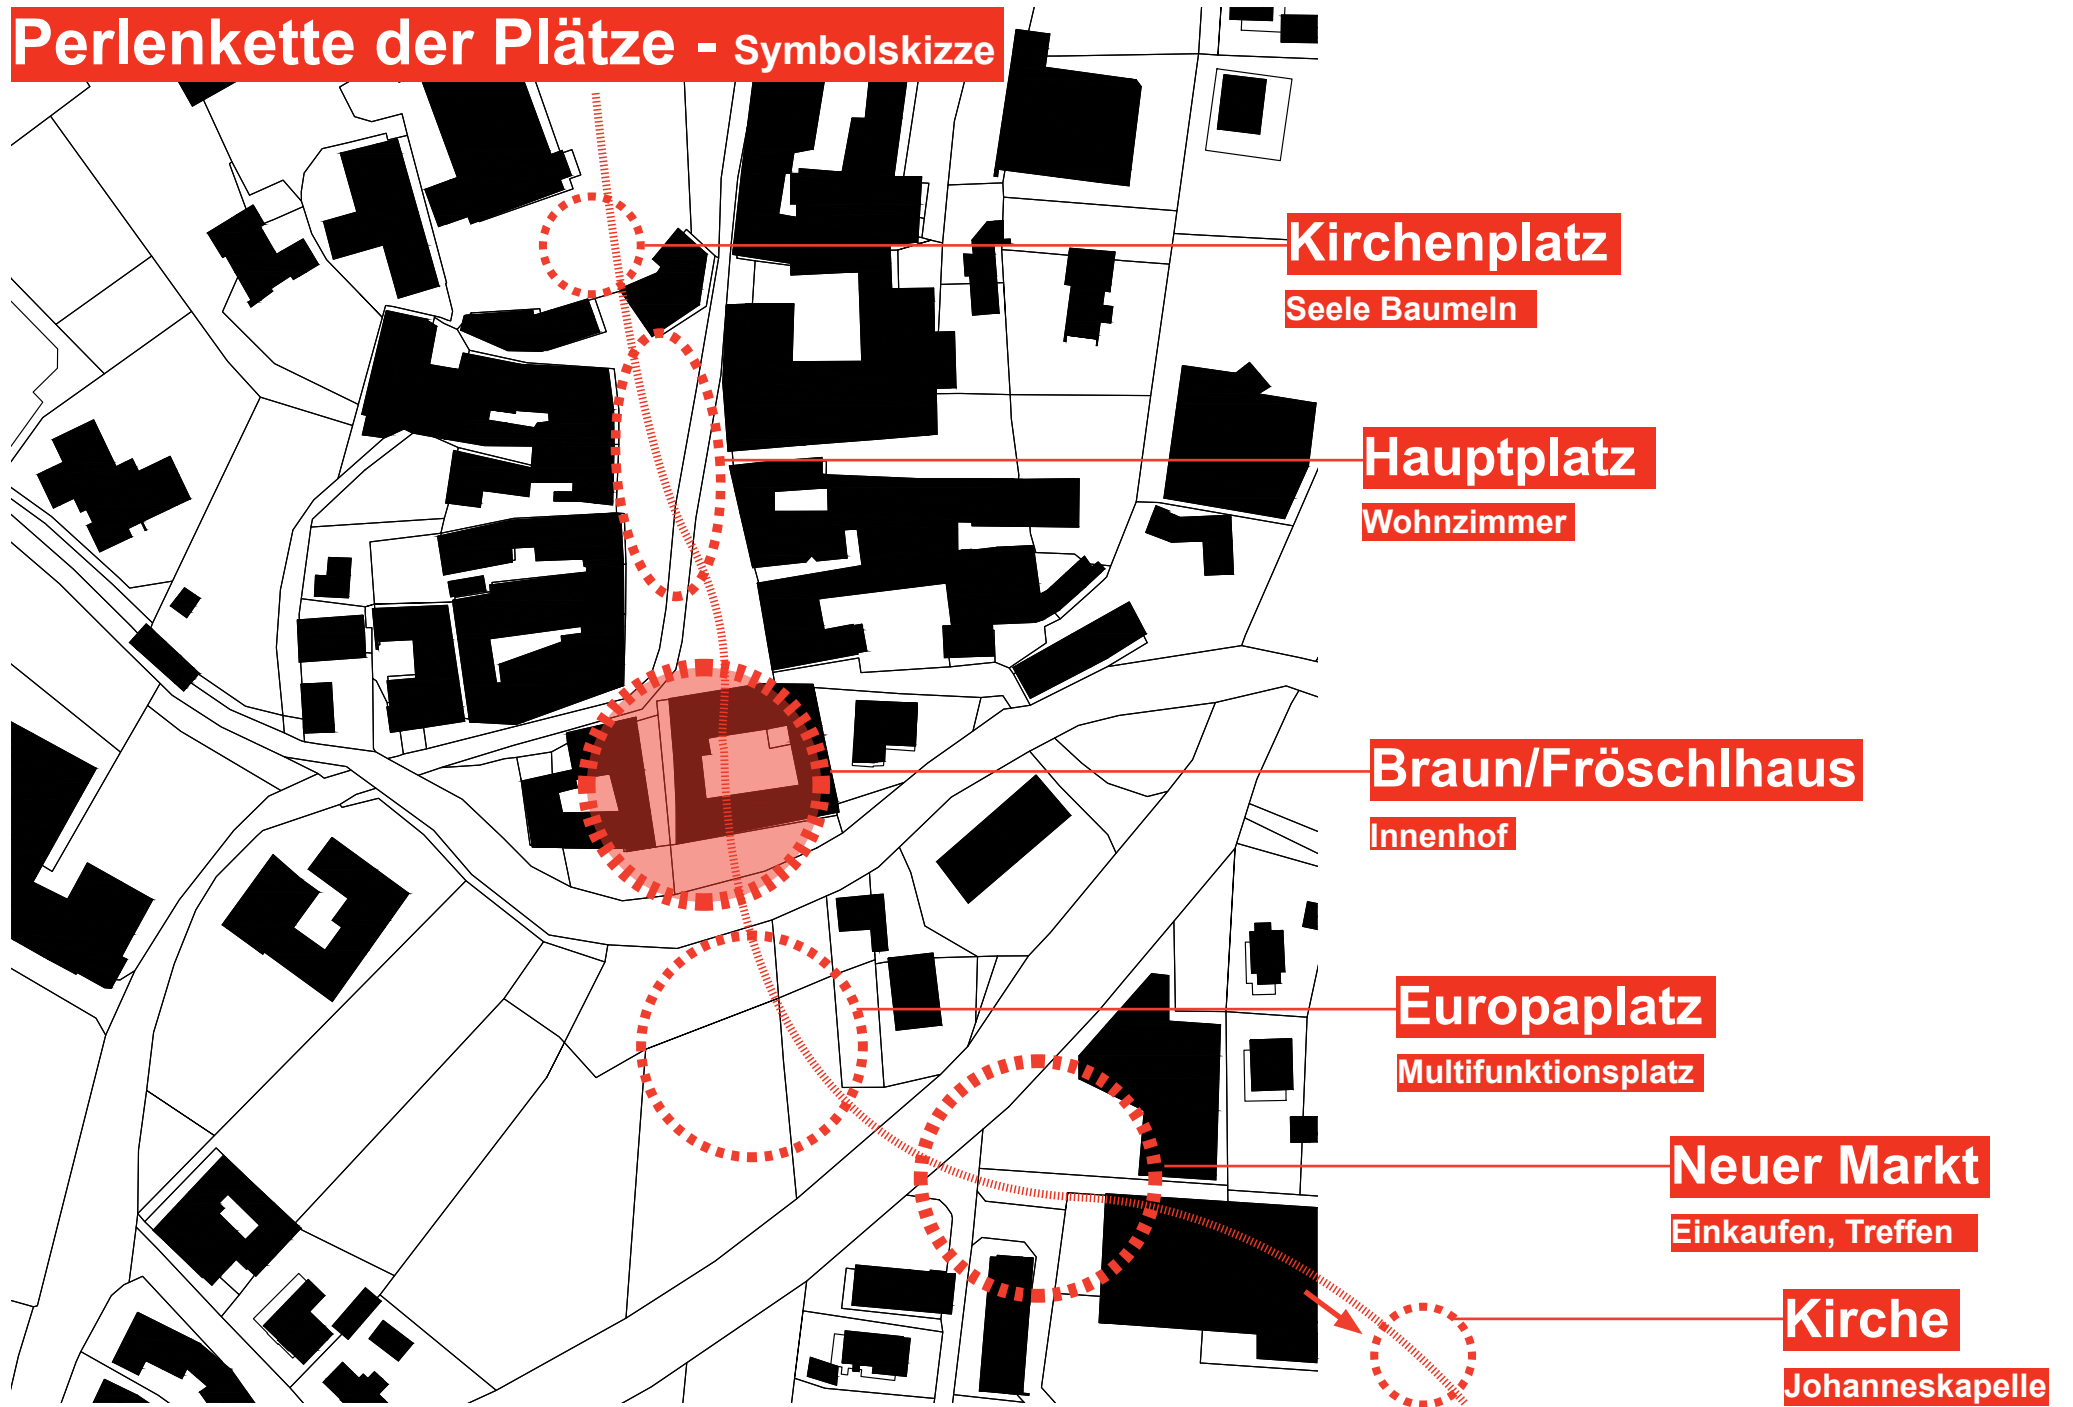 Perlenkette der Plätze - Symbolskizze
Kirchenplatz
Seele Baumeln
Hauptplatz
Wohnzimmer
Braun/Fröschlhaus
Innenhof
Europaplatz
Multifunktionsplatz
Neuer Markt
Einkaufen, Treffen
Kirche
Johanneskapelle